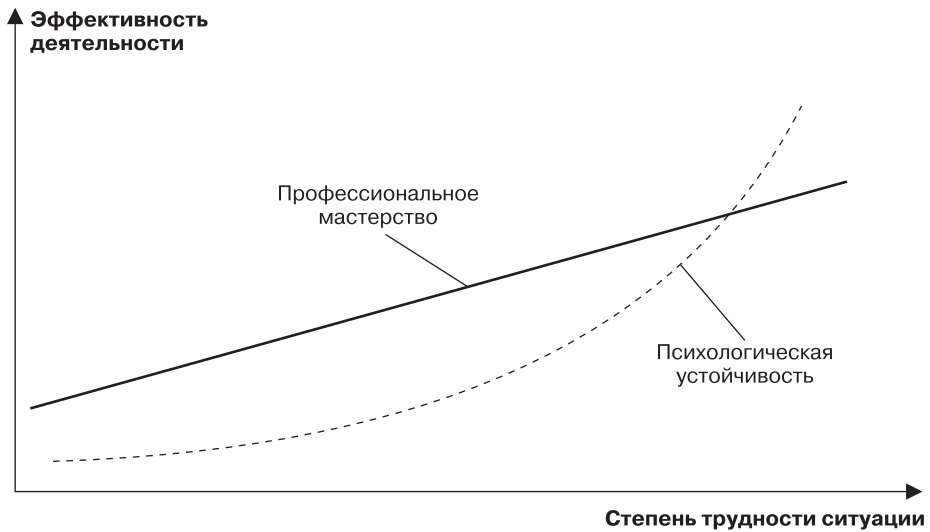 Эффективность
деятельности
Профессиональное
мастерство
Психологическая
устойчивость
Степень трудности ситуации